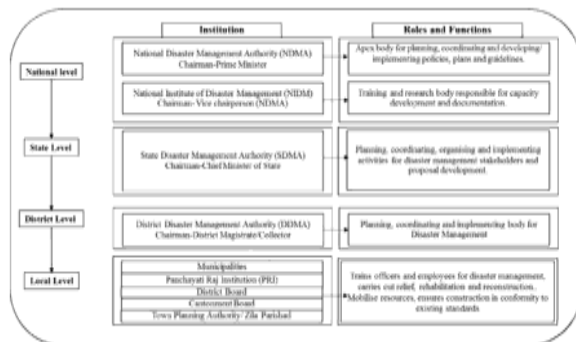 Institution
Roles and Functions
National level
National Disaster Management Authority (NDMA)
Chairman-Prime Minister
Apex body for planning, coordinating and developing/
implementing policies, plans and guidelines.
National Institute of Disaster Management (NIDM)
Chairman- Vice chairperson (NDMA)
Training and research body responsible for capacity
development and documentation.
State Level
State Disaster Management Authority (SDMA)
Chairman-Chief Minister of State
Planning, coordinating, organising and implementing
activities for disaster management stakeholders and
proposal development.
District Level
District Disaster Management Authority (DDMA)
Chairman-District Magistrate/Collector
Planning, coordinating and implementing body for
Disaster Management
Local Level
Municipalities
Panchayati Raj Institution (PRI)
District Board
Cantonment Board
Town Planning Authority/ Zila Parishad
Trains officers and employees for disaster management,
carries out relief, rehabilitation and reconstruction.
Mobilise resources, ensures construction in conformity to
existing standards